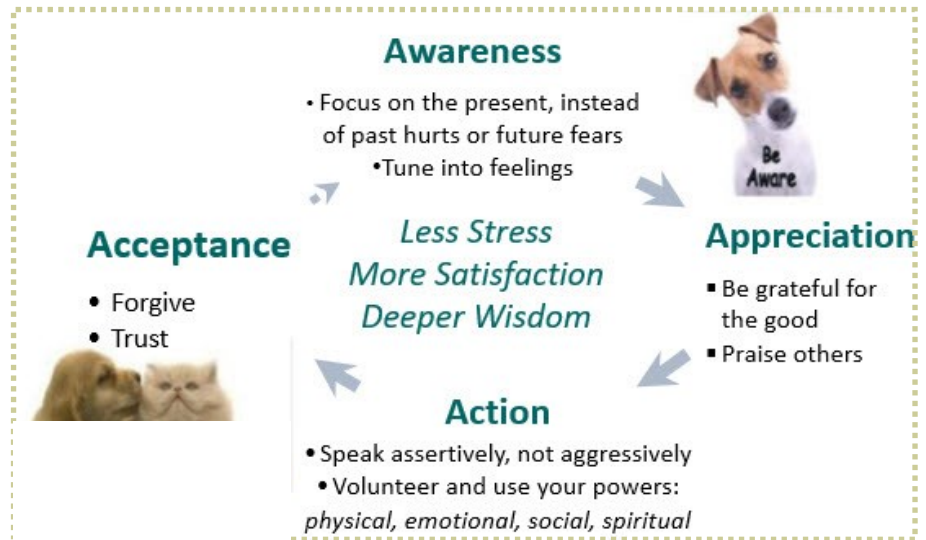 Awareness
• Focus on the present, instead
of past hurts or future fears
•Tune into feelings
Be
Aware
Appreciation
▪ Be grateful for
the good
▪ Praise others
Action
• Speak assertively, not aggressively
• Volunteer and use your powers:
physical, emotional, social, spiritual
Acceptance
• Forgive
• Trust
Less Stress
More Satisfaction
Deeper Wisdom